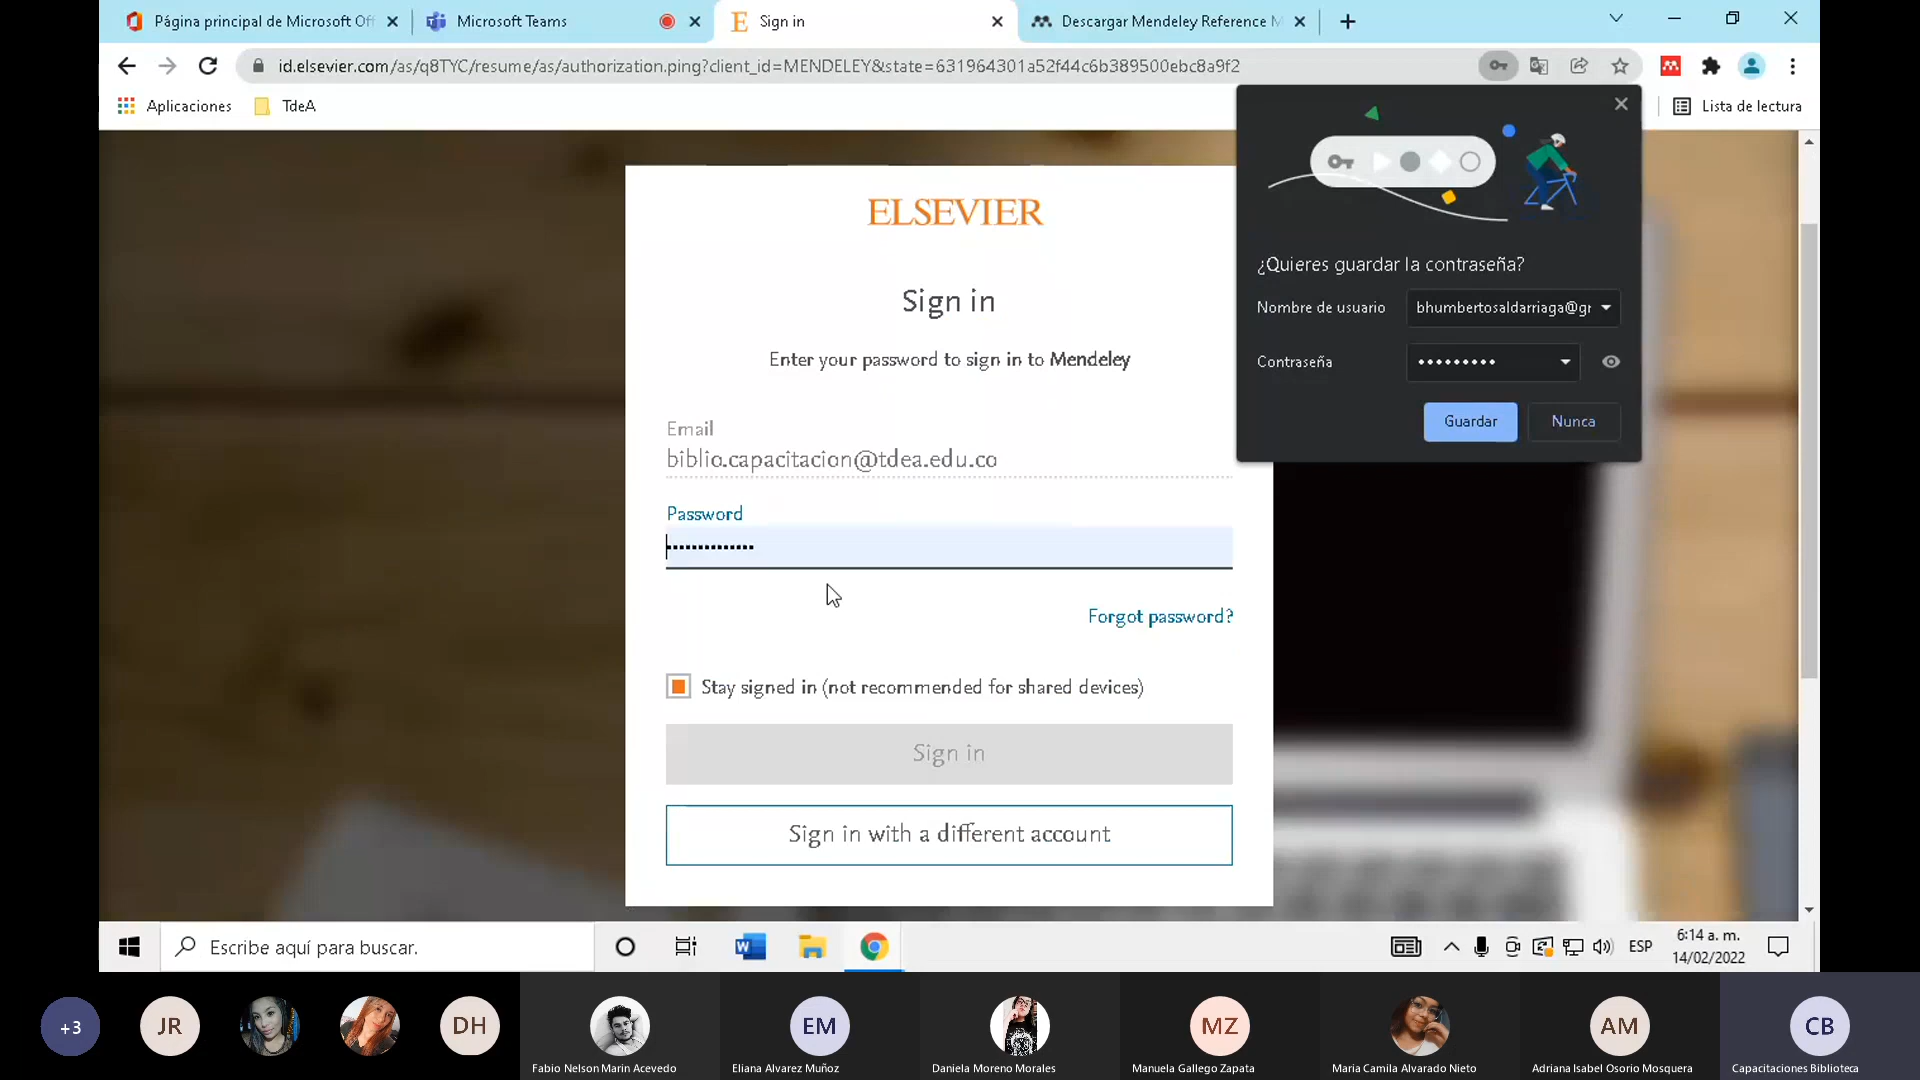 Página principal de Microsoft Off
Microsoft Teams
Sign in
Descargar Mendeley Reference M
id.elsevier.com/as/q8TYC/resume/as/authorization.ping?client_id=MENDELEY&state=631964301a52f44c6b389500ebc8a9f2
Aplicaciones
TdeA
Lista de lectura
¿Quieres guardar la contraseña?
Nombre de usuario
bhumbertosaldarriaga@gr
Contraseña
•••••••••
Guardar
Nunca
ELSEVIER
Sign in
Enter your password to sign in to Mendeley
Email
biblio.capacitacion@tdea.edu.co
Password
••••••••••••••
Forgot password?
Stay signed in (not recommended for shared devices)
Sign in
Sign in with a different account
Escribe aquí para buscar.
ESP
6:14 a. m.
14/02/2022
+3
JR
DH
EM
MZ
AM
CB
Fabio Nelson Marin Acevedo
Eliana Alvarez Muñoz
Daniela Moreno Morales
Manuela Gallego Zapata
Maria Camila Alvarado Nieto
Adriana Isabel Osorio Mosquera
Capacitaciones Biblioteca